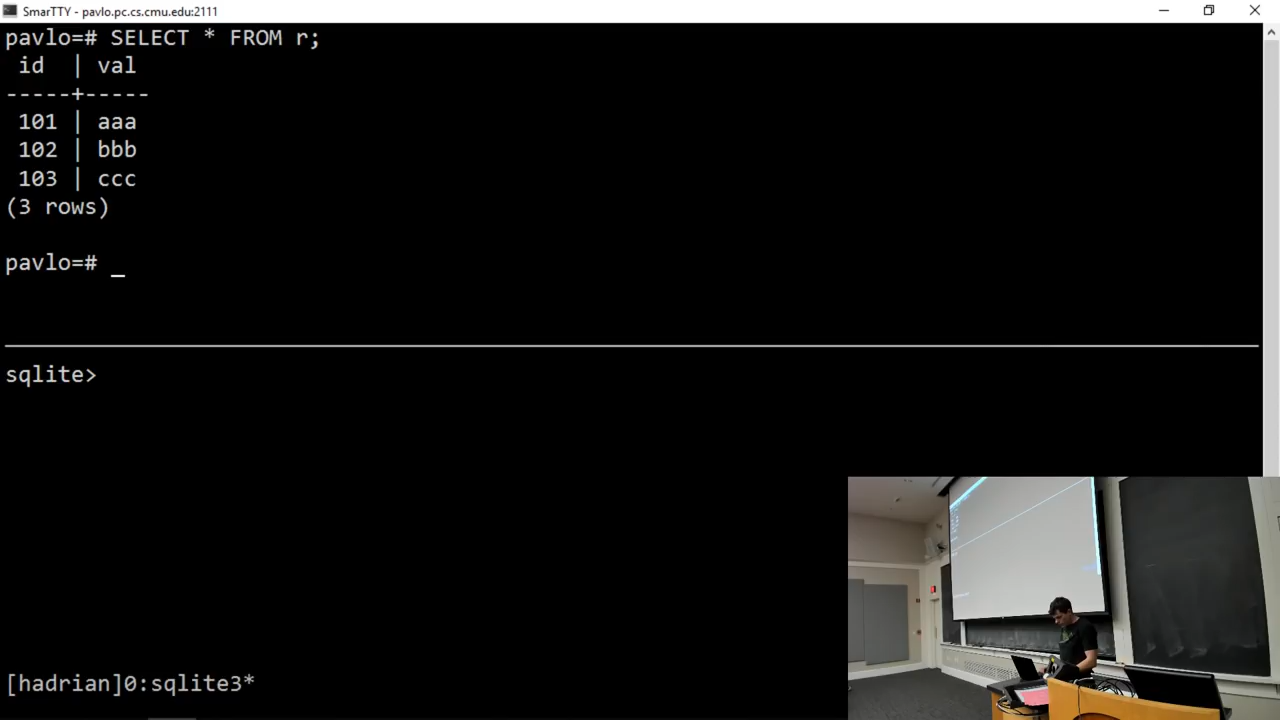 SmarTTY - pavlo.pc.cs.cmu.edu:2111
pavlo=# SELECT * FROM r;
id | val
-----+-----
101 | aaa
102 | bbb
103 | ccc
(3 rows)
pavlo=# _
sqlite>
[hadrian]0:sqlite3*